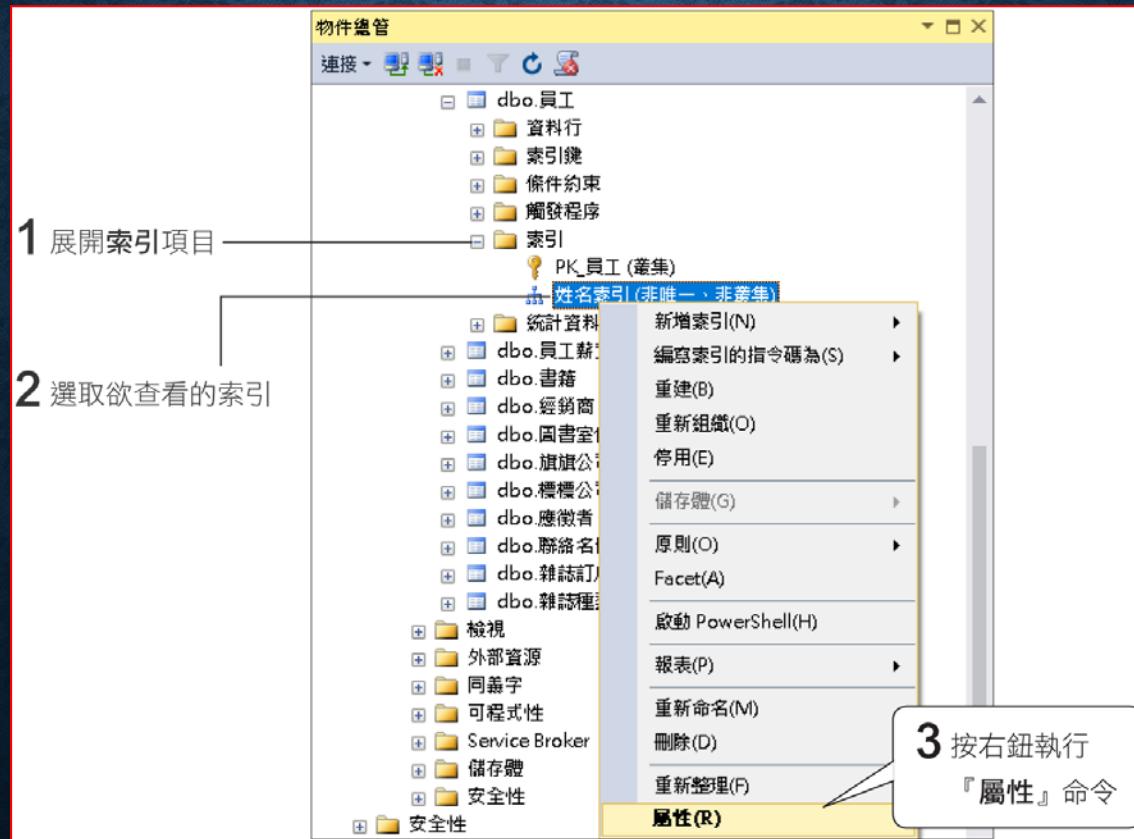 物件總管
連接
dbo.員工
資料行
索引鍵
條件約束
觸發程序
1 展開索引項目
索引
PK_員工 (叢集)
姓名索引 (非唯一、非叢集)
統計資料
dbo.員工薪
dbo.書籍
dbo.經銷商
dbo.圖書室
dbo.旗旗公
dbo.標標公
dbo.應徵者
dbo.聯絡名
dbo.雜誌訂
dbo.雜誌種
檢視
外部資源
同義字
可程式性
Service Broker
儲存體
安全性
安全性
2 選取欲查看的索引
新增索引(N)
編寫索引的指令碼為(S)
重建(B)
重新組織(O)
停用(E)
儲存體(G)
原則(O)
Facet(A)
啟動 PowerShell(H)
報表(P)
重新命名(M)
刪除(D)
重新整理(F)
屬性(R)
3 按右鈕執行
『屬性』命令